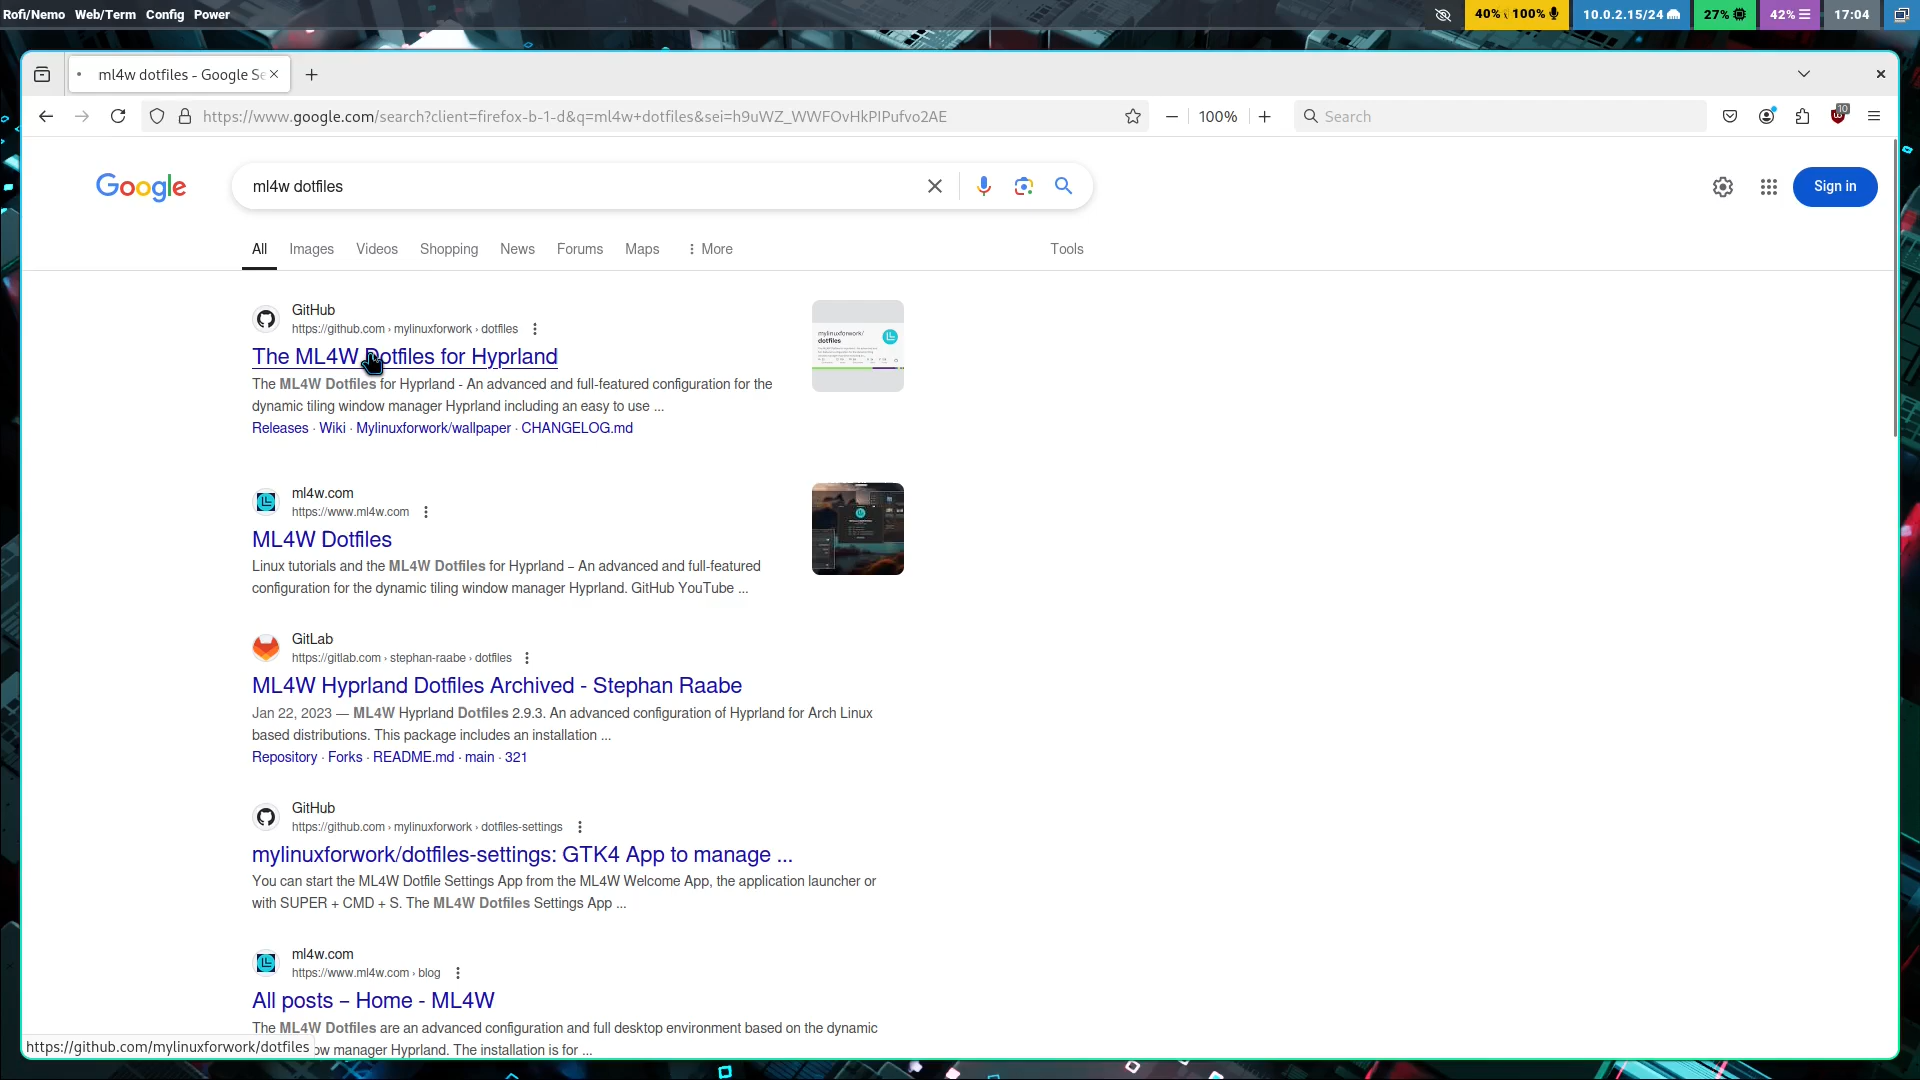 Rofi/Nemo Web/Term Config Power
40% 100% 10.0.2.15/24 27% 42% 17:04
ml4w dotfiles - Google Se
https://www.google.com/search?client=firefox-b-1-d&q=ml4w+dotfiles&sei=h9uWZ_WWFOvHkPIPufvo2AE
100%
Search
10
Google
ml4w dotfiles
Sign in
All Images Videos Shopping News Forums Maps More Tools
GitHub
https://github.com › mylinuxforwork › dotfiles
The ML4W Dotfiles for Hyprland
The ML4W Dotfiles for Hyprland - An advanced and full-featured configuration for the
dynamic tiling window manager Hyprland including an easy to use ...
Releases · Wiki · Mylinuxforwork/wallpaper · CHANGELOG.md
mylinuxforwork/
dotfiles
ml4w.com
https://www.ml4w.com
ML4W Dotfiles
Linux tutorials and the ML4W Dotfiles for Hyprland – An advanced and full-featured
configuration for the dynamic tiling window manager Hyprland. GitHub YouTube ...
GitLab
https://gitlab.com › stephan-raabe › dotfiles
ML4W Hyprland Dotfiles Archived - Stephan Raabe
Jan 22, 2023 — ML4W Hyprland Dotfiles 2.9.3. An advanced configuration of Hyprland for Arch Linux
based distributions. This package includes an installation ...
Repository · Forks · README.md · main · 321
GitHub
https://github.com › mylinuxforwork › dotfiles-settings
mylinuxforwork/dotfiles-settings: GTK4 App to manage ...
You can start the ML4W Dotfile Settings App from the ML4W Welcome App, the application launcher or
with SUPER + CMD + S. The ML4W Dotfiles Settings App ...
ml4w.com
https://www.ml4w.com › blog
All posts – Home - ML4W
The ML4W Dotfiles are an advanced configuration and full desktop environment based on the dynamic
ow manager Hyprland. The installation is for ...
https://github.com/mylinuxforwork/dotfiles